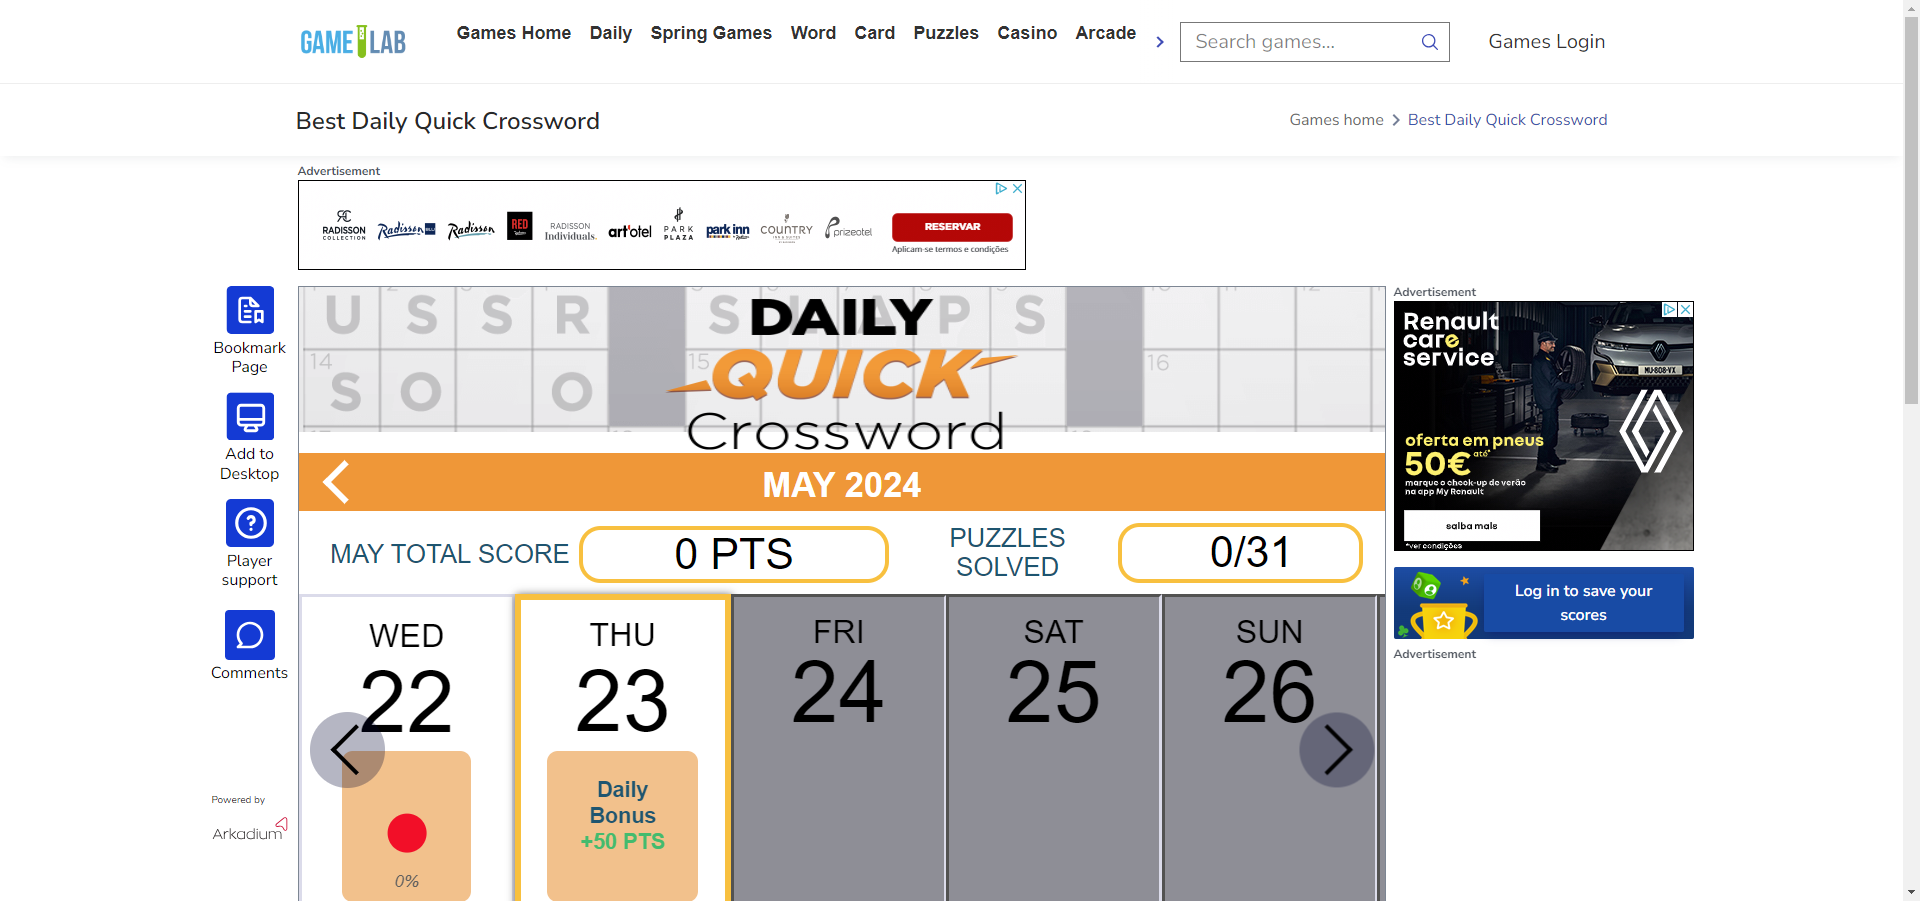 GAME LAB
Games Home Daily Spring Games Word Card Puzzles Casino Arcade
Search games...
Games Login
Best Daily Quick Crossword
Games home Best Daily Quick Crossword
Advertisement
RADISSON COLLECTION
Radisson BLU
Radisson
RED
RADISSON Individuals
art'otel
PARK PLAZA
park inn
COUNTRY
prizeotel
RESERVAR
Aplicam-se termos e condições
Bookmark
Page
Add to
Desktop
Player
support
Comments
Powered by
Arkadium
U S S R S P S
14 S O O 15 16
DAILY
QUICK
Crossword
MAY 2024
MAY TOTAL SCORE 0 PTS
PUZZLES
SOLVED
0/31
WED THU FRI SAT SUN
22 23 24 25 26
Daily
Bonus
+50 PTS
0%
Advertisement
Renault
care
service
MU-808-VX
oferta em pneus
até*
50€
marque o check-up de verão
na app My Renault
saiba mais
*ver condições
Log in to save your
scores
Advertisement